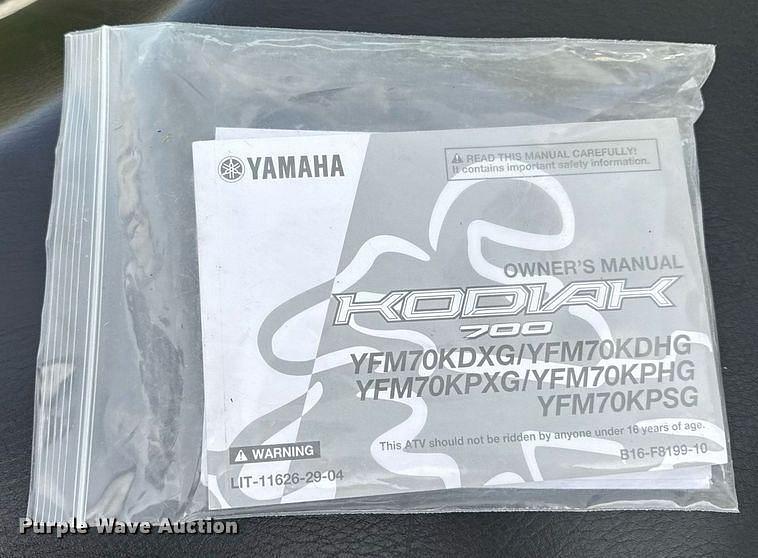 YAMAHA
READ THIS MANUAL CAREFULLY!
It contains important safety information.
OWNER'S MANUAL
KODIAK
700
YFM70KDXG/YFM70KDHG
YFM70KPXG/YFM70KPHG
YFM70KPSG
WARNING
This ATV should not be ridden by anyone under 16 years of age.
LIT-11626-29-04
B16-F8199-10
Purple Wave Auction